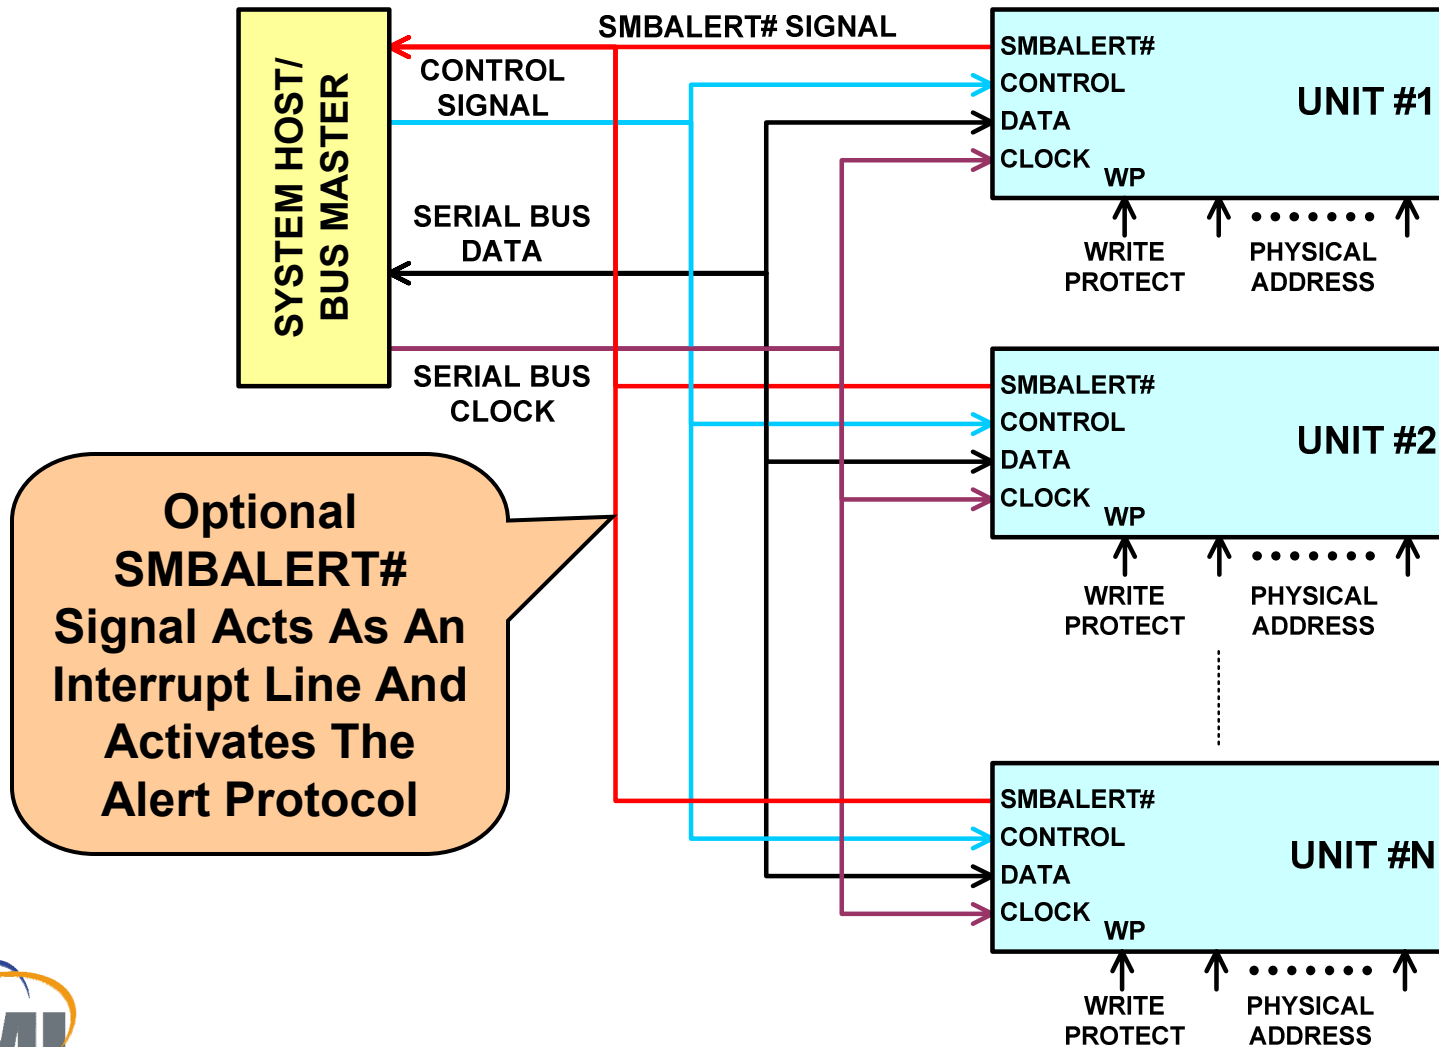 SMBALERT# SIGNAL
SYSTEM HOST/
BUS MASTER
CONTROL
SIGNAL
SERIAL BUS
DATA
SERIAL BUS
CLOCK
SMBALERT#
CONTROL
DATA
CLOCK
WP
UNIT #1
WRITE
PROTECT
PHYSICAL
ADDRESS
SMBALERT#
CONTROL
DATA
CLOCK
WP
UNIT #2
WRITE
PROTECT
PHYSICAL
ADDRESS
Optional
SMBALERT#
Signal Acts As An
Interrupt Line And
Activates The
Alert Protocol
SMBALERT#
CONTROL
DATA
CLOCK
WP
UNIT #N
WRITE
PROTECT
PHYSICAL
ADDRESS